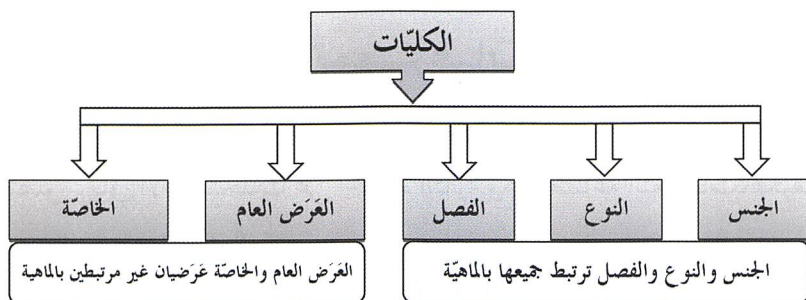 الكليّات
الجنس
النوع
الفصل
العَرَض العام
الخاصّة
الجنس والنوع والفصل ترتبط جميعها بالماهيّة
العَرَض العام والخاصّة عَرَضيان غير مرتبطين بالماهية